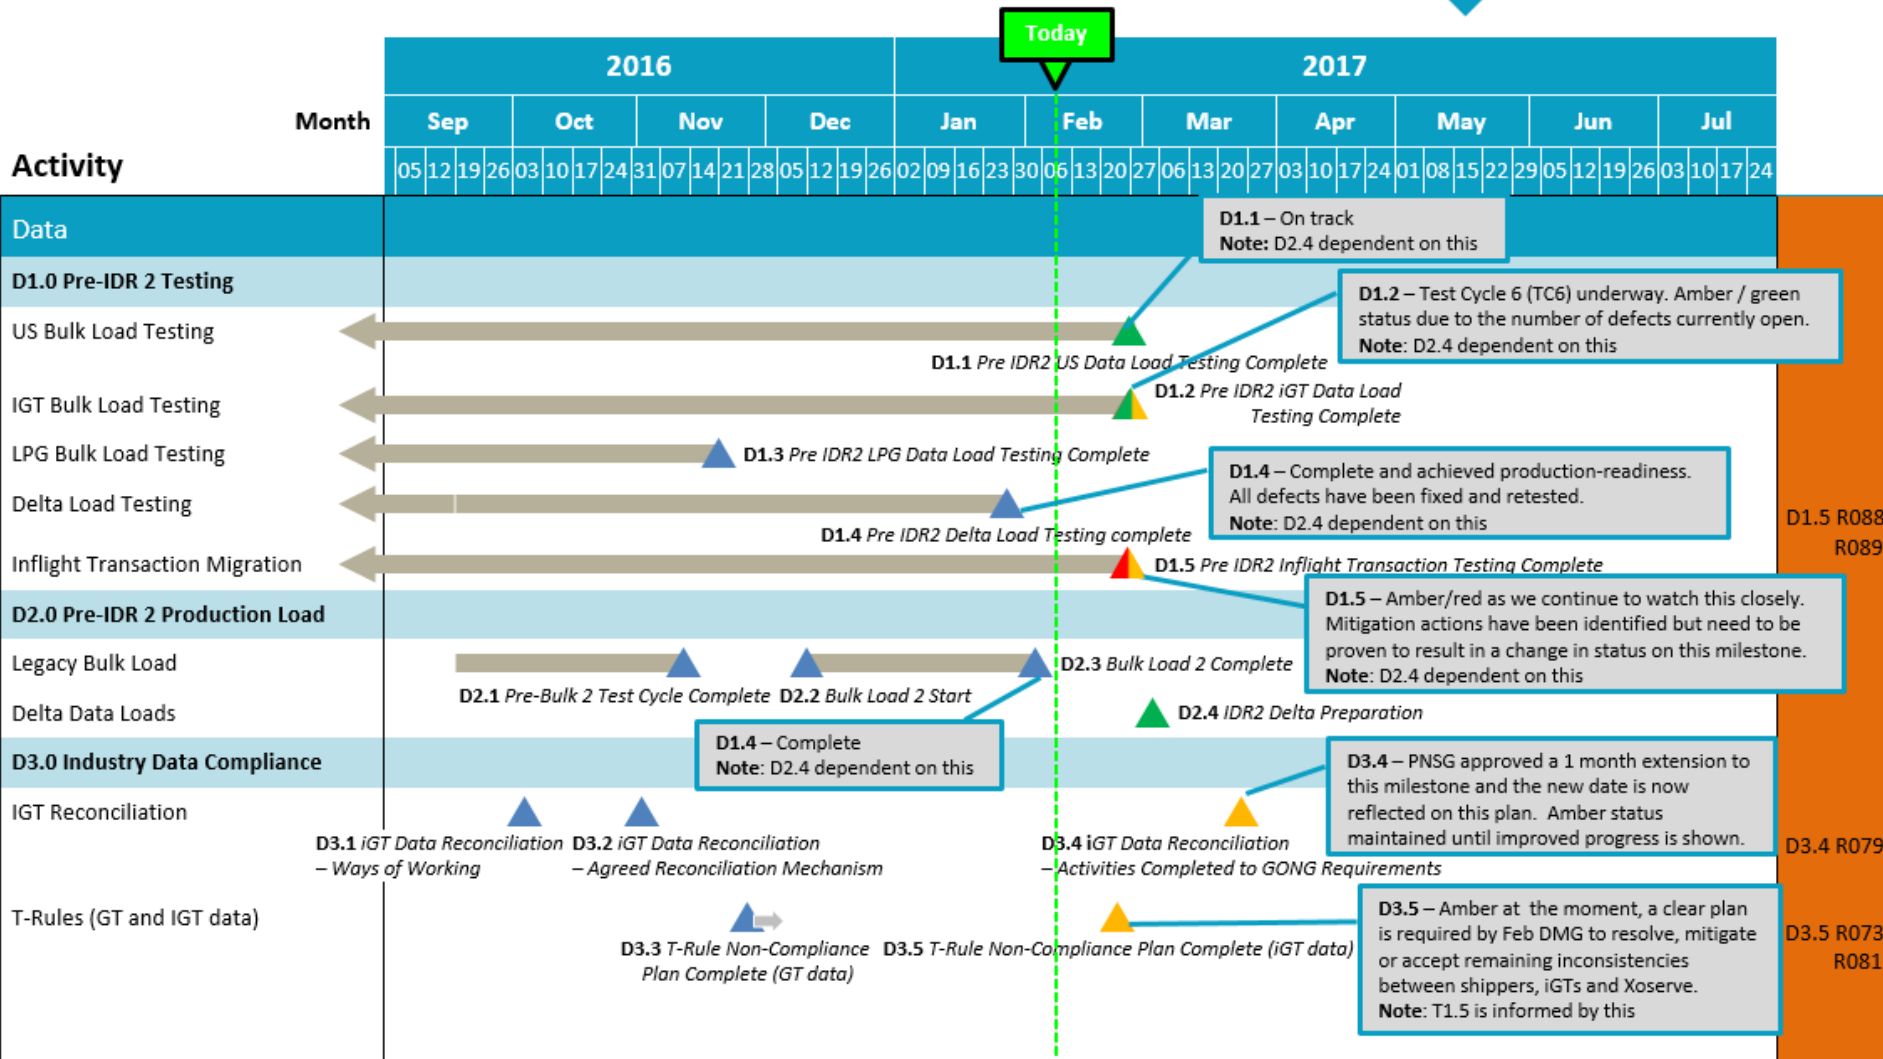 Today
2016
2017
Month
Sep
Oct
Nov
Dec
Jan
Feb
Mar
Apr
May
Jun
Jul
Activity
05 12 19 26 03 10 17 24 31 07 14 21 28 05 12 19 26 02 09 16 23 30 06 13 20 27 06 13 20 27 03 10 17 24 01 08 15 22 29 05 12 19 26 03 10 17 24
Data
D1.1 – On track
Note: D2.4 dependent on this
D1.0 Pre-IDR 2 Testing
D1.2 – Test Cycle 6 (TC6) underway. Amber / green
status due to the number of defects currently open.
Note: D2.4 dependent on this
US Bulk Load Testing
D1.1 Pre IDR2 US Data Load Testing Complete
IGT Bulk Load Testing
D1.2 Pre IDR2 iGT Data Load
Testing Complete
LPG Bulk Load Testing
D1.3 Pre IDR2 LPG Data Load Testing Complete
D1.4 – Complete and achieved production-readiness.
All defects have been fixed and retested.
Note: D2.4 dependent on this
Delta Load Testing
D1.4 Pre IDR2 Delta Load Testing complete
D1.5 R088
R089
Inflight Transaction Migration
D1.5 Pre IDR2 Inflight Transaction Testing Complete
D1.5 – Amber/red as we continue to watch this closely.
Mitigation actions have been identified but need to be
proven to result in a change in status on this milestone.
Note: D2.4 dependent on this
D2.0 Pre-IDR 2 Production Load
Legacy Bulk Load
D2.3 Bulk Load 2 Complete
D2.1 Pre-Bulk 2 Test Cycle Complete
D2.2 Bulk Load 2 Start
Delta Data Loads
D2.4 IDR2 Delta Preparation
D1.4 – Complete
Note: D2.4 dependent on this
D3.0 Industry Data Compliance
D3.4 – PNSG approved a 1 month extension to
this milestone and the new date is now
reflected on this plan. Amber status
maintained until improved progress is shown.
IGT Reconciliation
D3.1 iGT Data Reconciliation
– Ways of Working
D3.2 iGT Data Reconciliation
– Agreed Reconciliation Mechanism
D3.4 iGT Data Reconciliation
– Activities Completed to GONG Requirements
D3.4 R079
T-Rules (GT and IGT data)
D3.3 T-Rule Non-Compliance
Plan Complete (GT data)
D3.5 T-Rule Non-Compliance Plan Complete (iGT data)
D3.5 – Amber at the moment, a clear plan
is required by Feb DMG to resolve, mitigate
or accept remaining inconsistencies
between shippers, iGTs and Xoserve.
Note: T1.5 is informed by this
D3.5 R073
R081